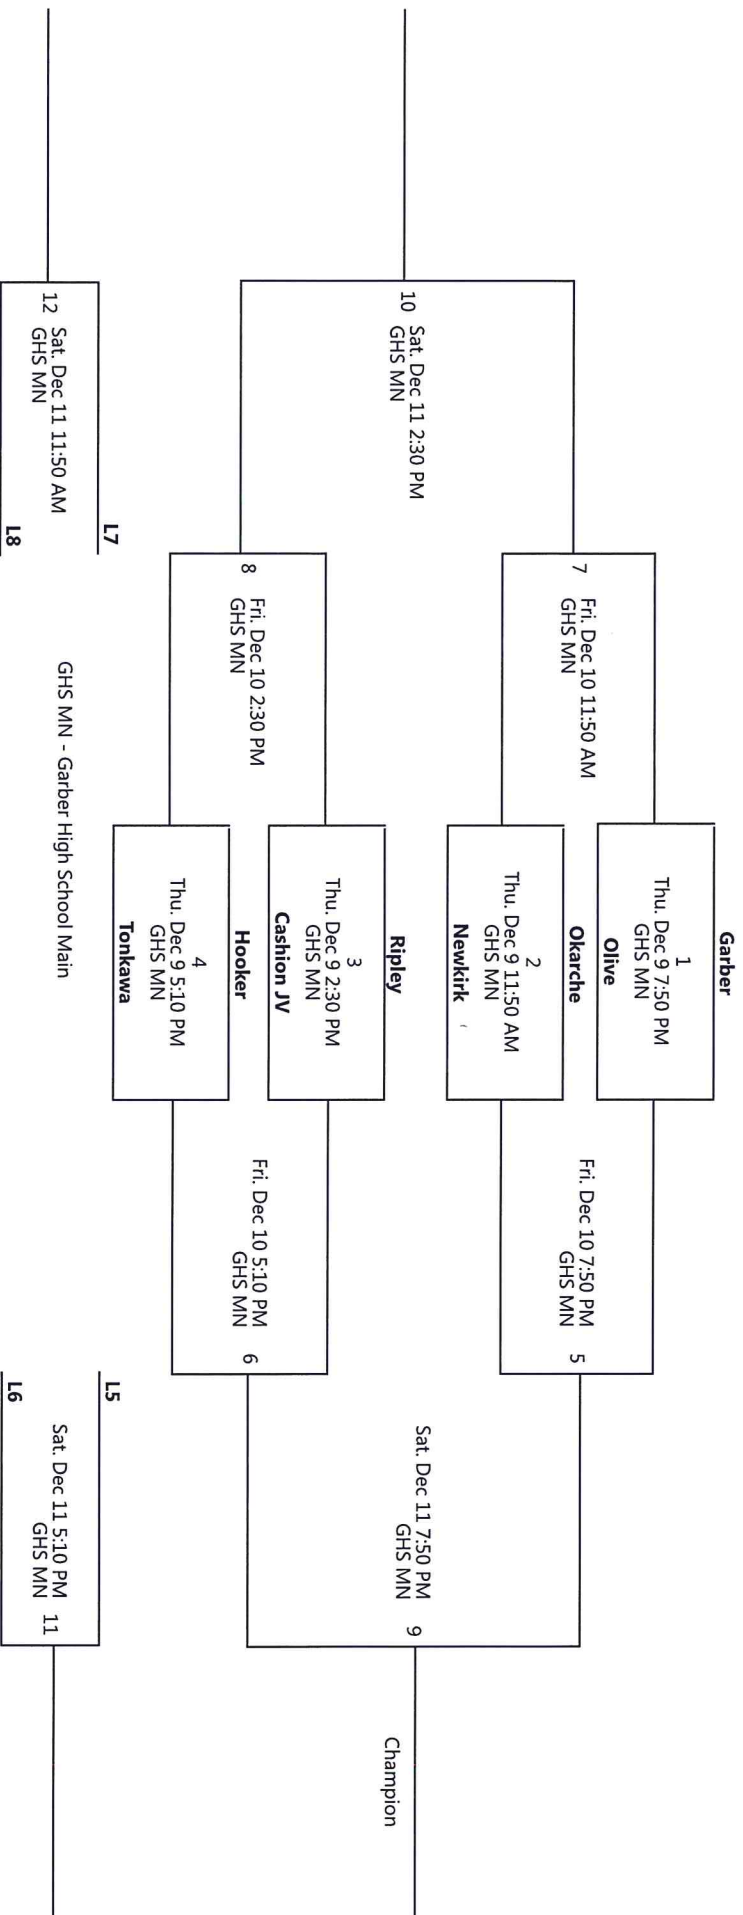 Garber
1
Thu. Dec 9 7:50 PM
GHS MN
Olive
Okarche
2
Thu. Dec 9 11:50 AM
GHS MN
Newkirk
Ripley
3
Thu. Dec 9 2:30 PM
GHS MN
Cashion JV
Hooker
4
Thu. Dec 9 5:10 PM
GHS MN
Tonkawa
Fri. Dec 10 7:50 PM
GHS MN
5
Fri. Dec 10 5:10 PM
GHS MN
6
7
Fri. Dec 10 11:50 AM
GHS MN
8
Fri. Dec 10 2:30 PM
GHS MN
Sat. Dec 11 7:50 PM
GHS MN
9
Champion
10 Sat. Dec 11 2:30 PM
GHS MN
L5
Sat. Dec 11 5:10 PM
GHS MN 11
L6
L7
12 Sat. Dec 11 11:50 AM
GHS MN
L8
GHS MN - Garber High School Main